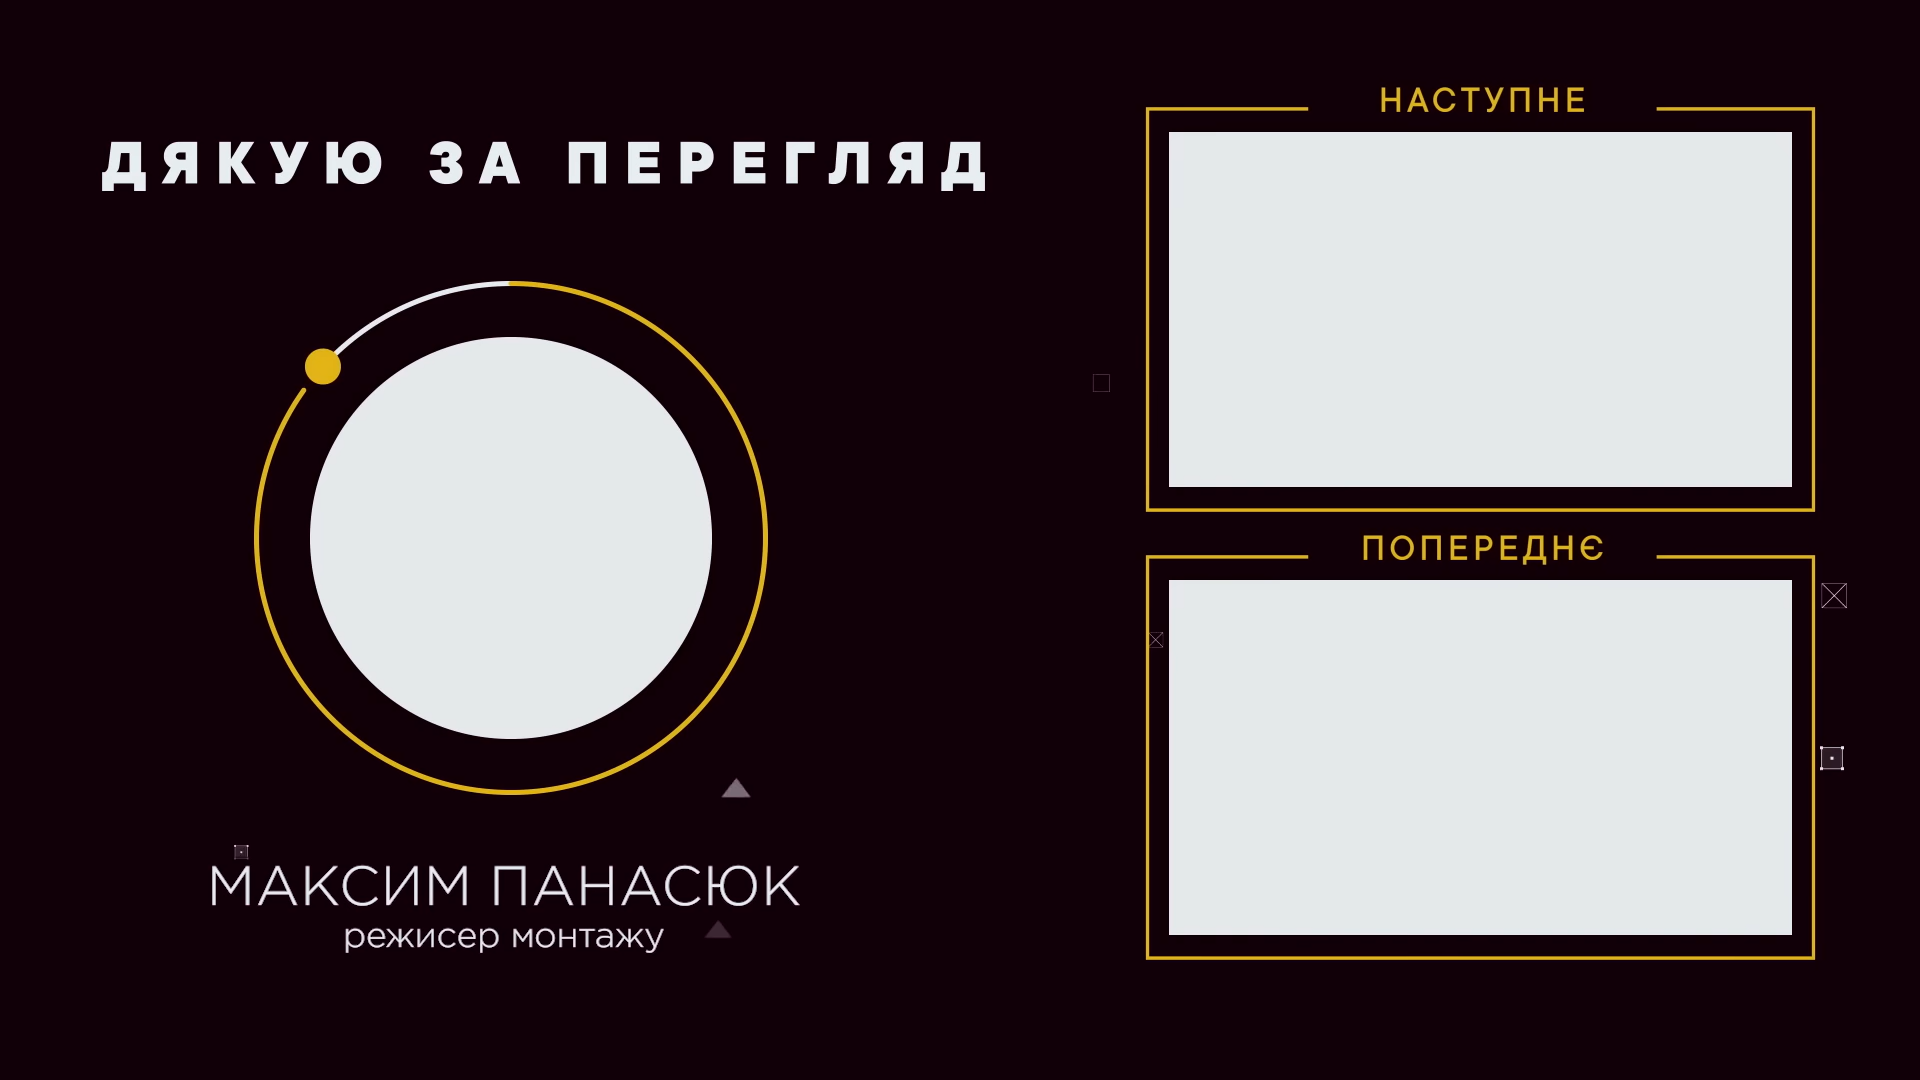 ДЯКУЮ ЗА ПЕРЕГЛЯД
МАКСИМ ПАНАСЮК
режисер монтажу
НАСТУПНЕ
ПОПЕРЕДНЄ